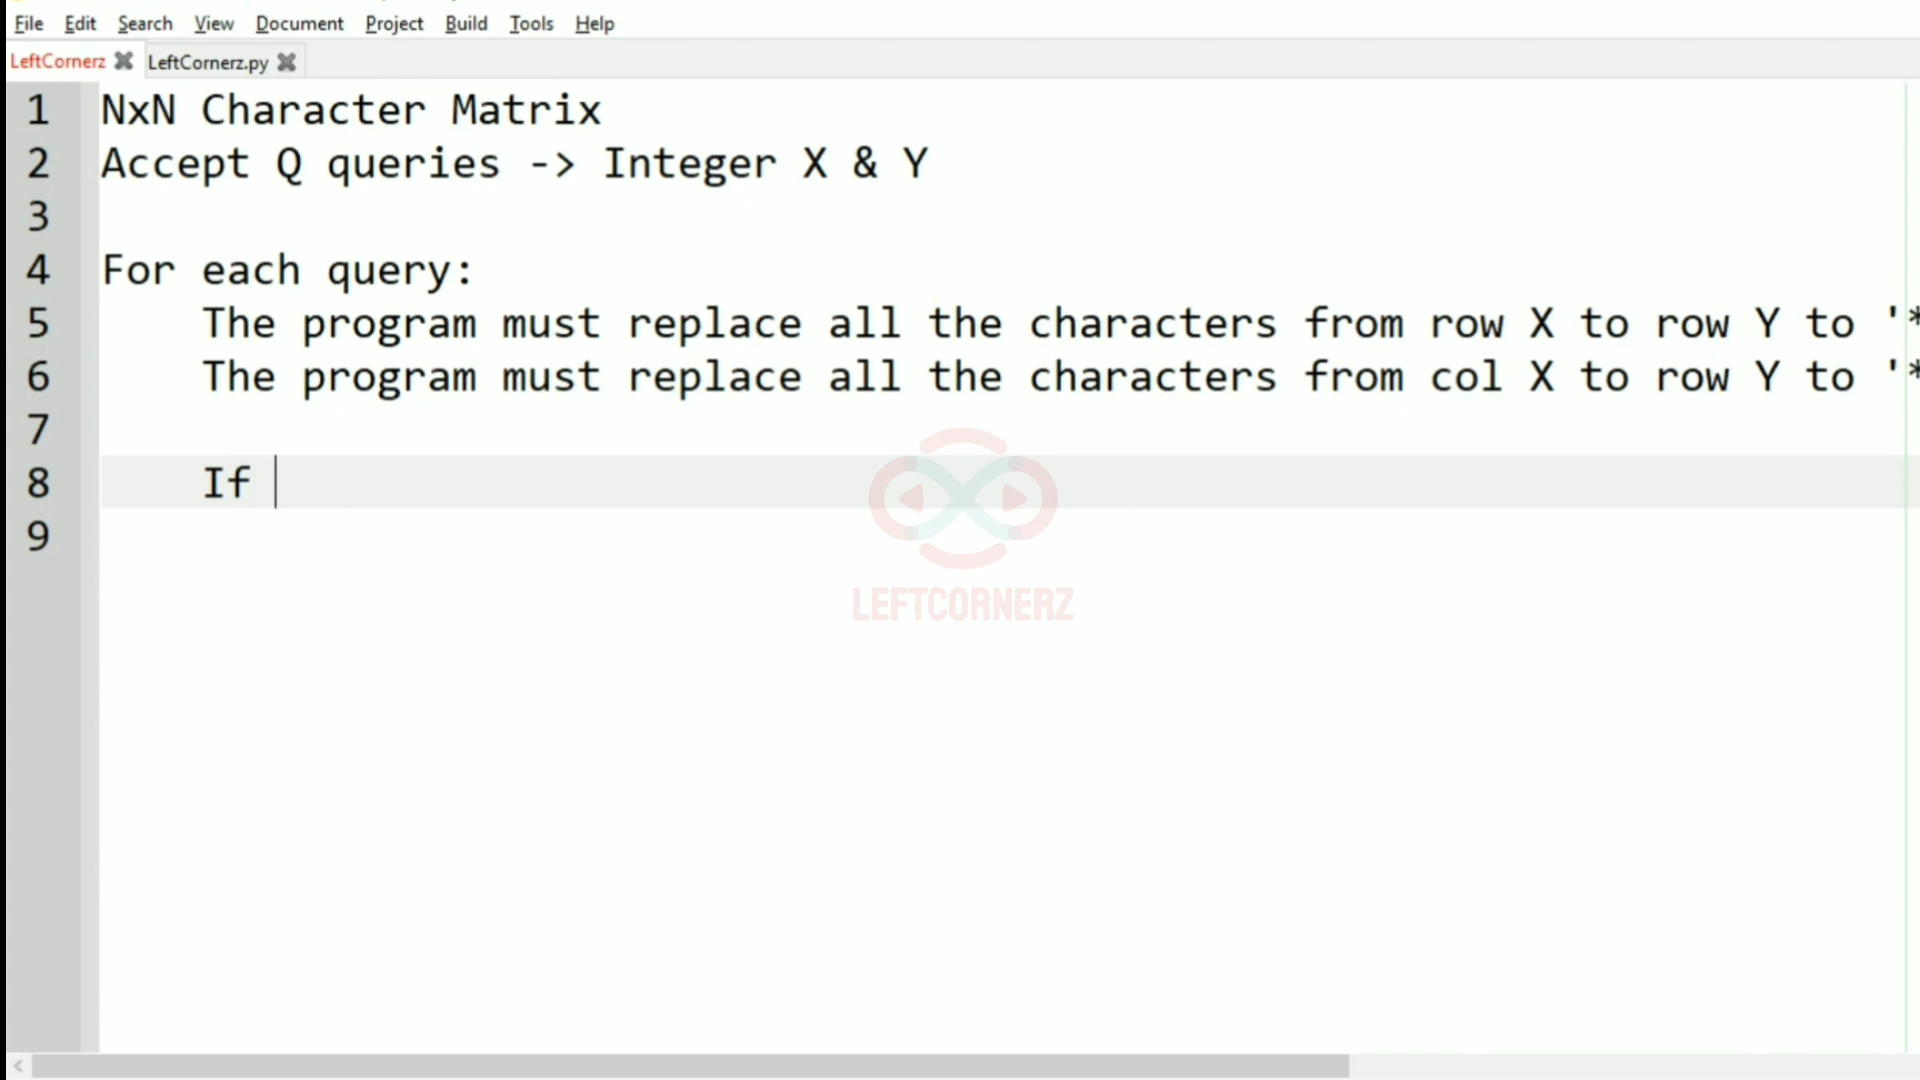 File Edit Search View Document Project Build Tools Help
LeftCornerz LeftCornerz.py
1 NxN Character Matrix
2 Accept Q queries -> Integer X & Y
3
4 For each query:
5 The program must replace all the characters from row X to row Y to '*
6 The program must replace all the characters from col X to row Y to '*
7
8 If
9
LEFTCORNERZ